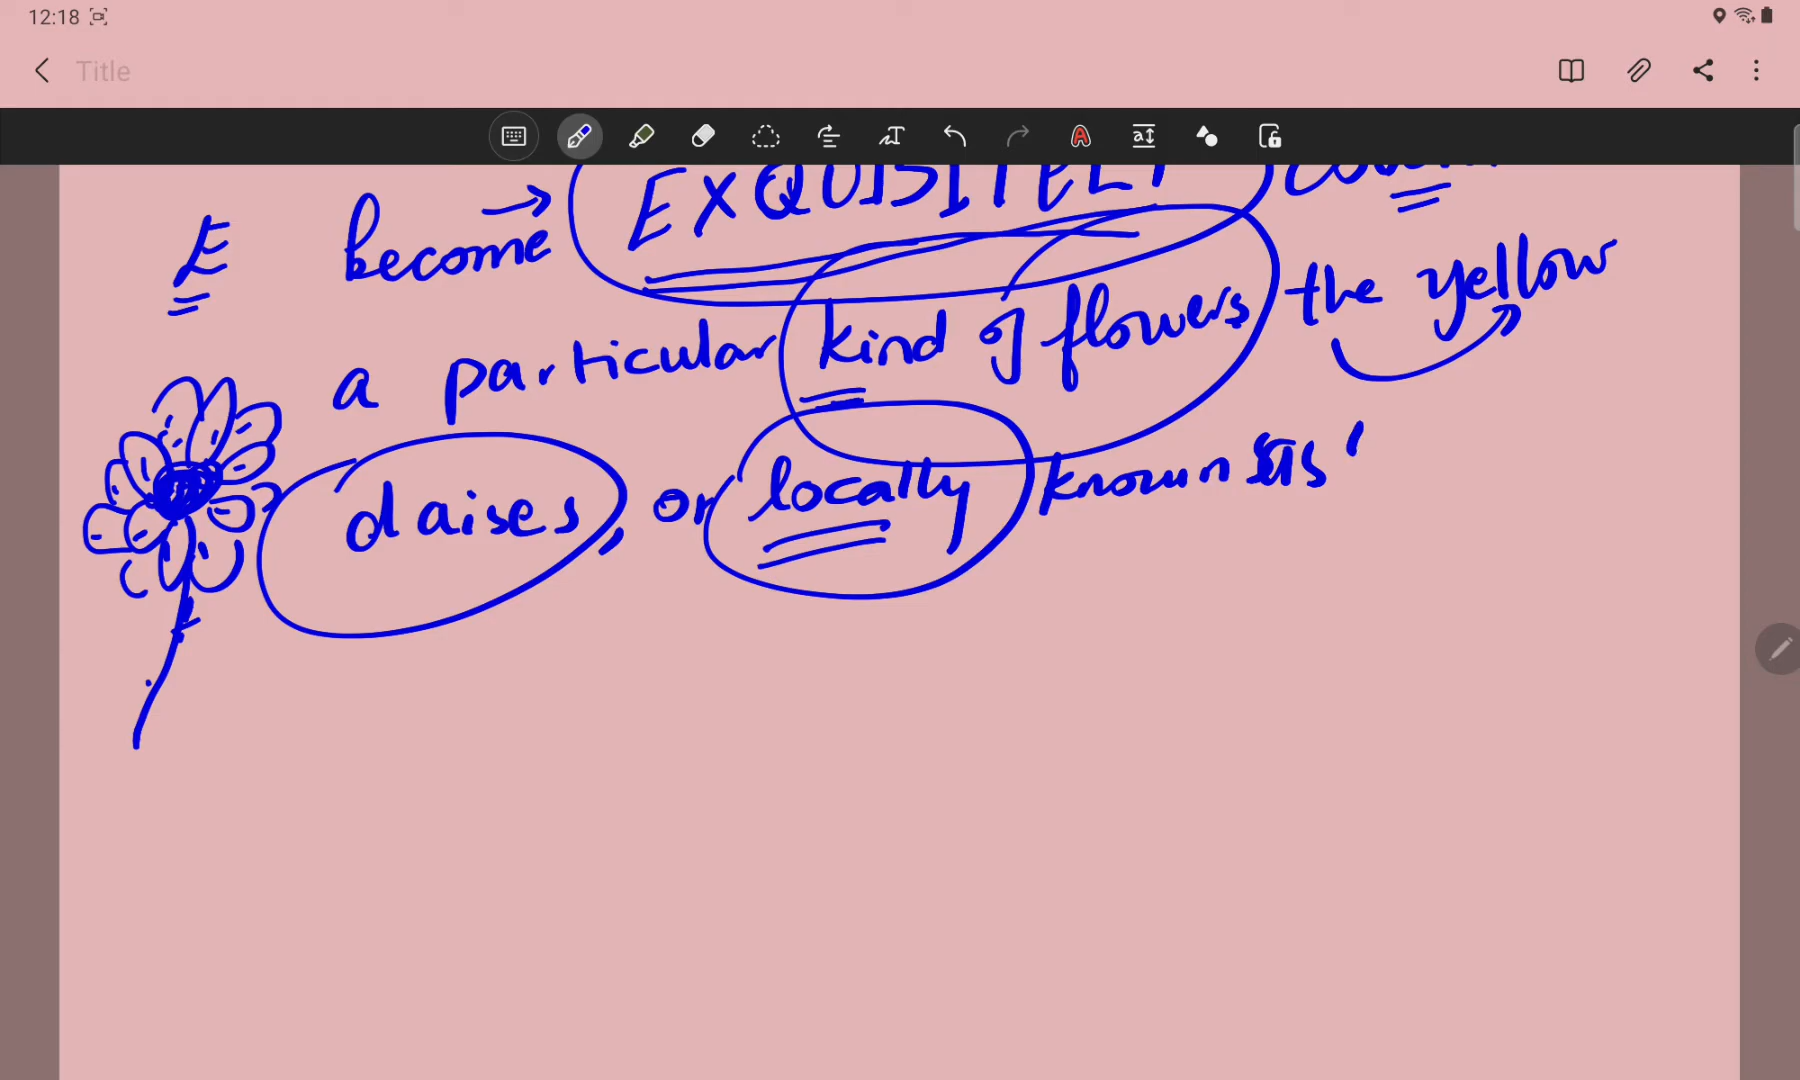 12:18
Title
EXQUISITELY
E become
a particular kind of flowers the yellow
daises, or locally known as '